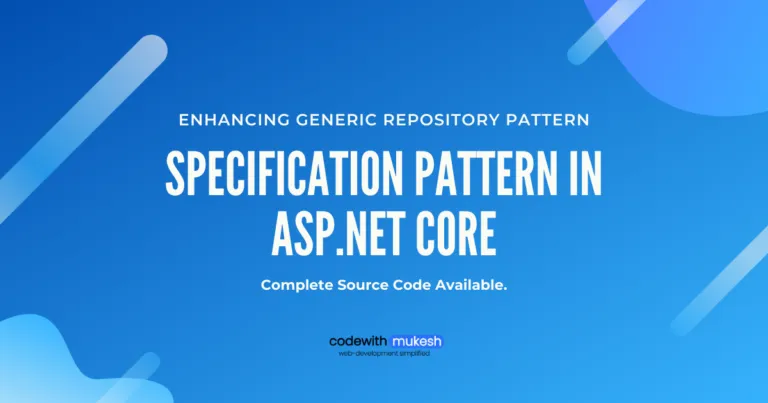 ENHANCING GENERIC REPOSITORY PATTERN
SPECIFICATION PATTERN IN
ASP.NET CORE
Complete Source Code Available.
codewith mukesh
web-development simplified